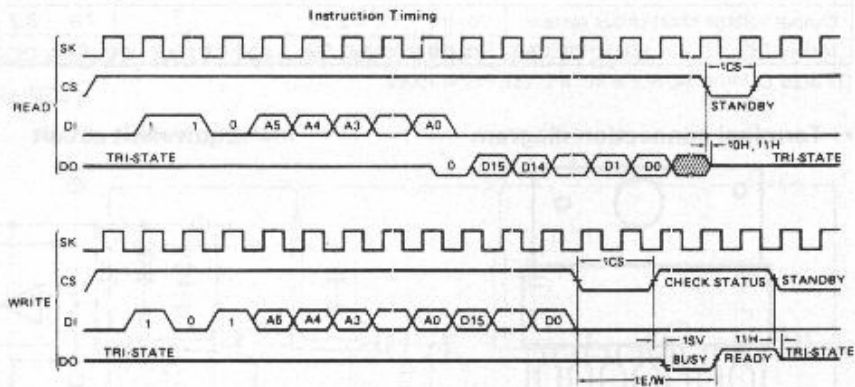 Instruction Timing
SK
CS
tCS
READ
STANDBY
DI
1 1 0 A5 A4 A3 A0
t0H, t1H
DO
TRI-STATE
0 D15 D14 D1 D0
TRI-STATE
SK
CS
tCS
CHECK STATUS
STANDBY
WRITE
DI
1 0 1 A5 A4 A3 A0 D15 D0
tSV
t1H
DO
TRI-STATE
BUSY
READY
TRI-STATE
tE/W